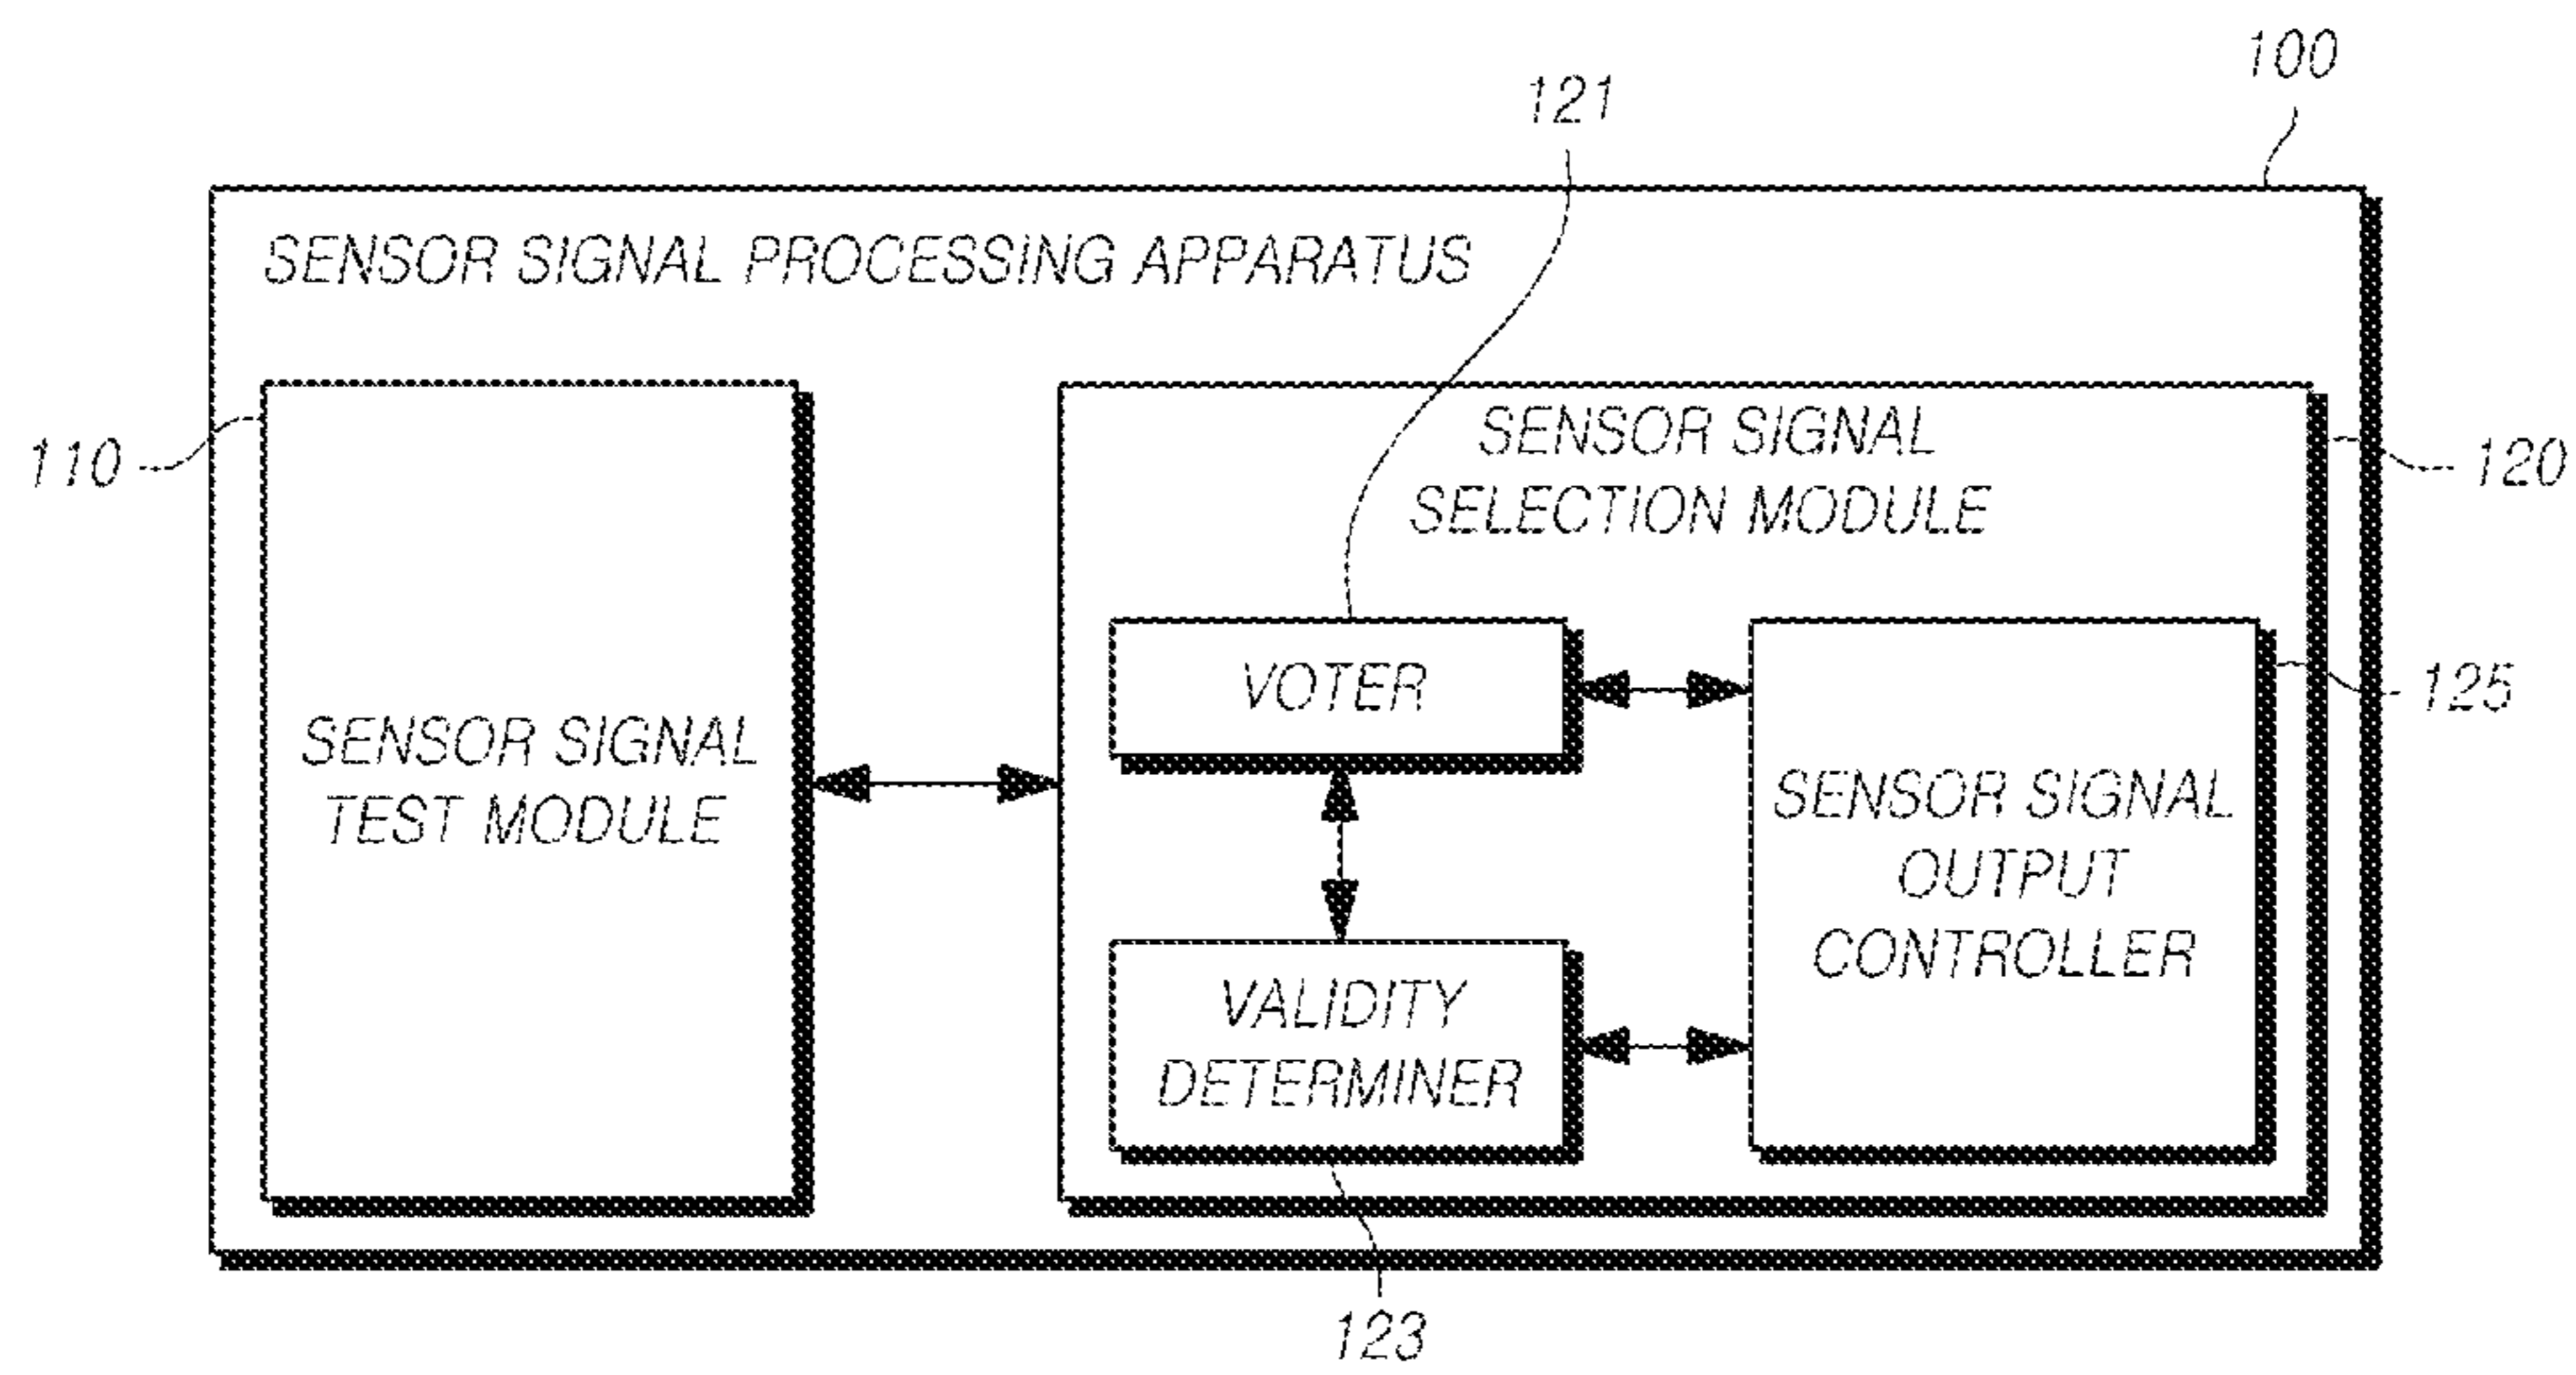 100
121
SENSOR SIGNAL PROCESSING APPARATUS
110
SENSOR SIGNAL
TEST MODULE
SENSOR SIGNAL
SELECTION MODULE
120
VOTER
125
SENSOR SIGNAL
OUTPUT
CONTROLLER
VALIDITY
DETERMINER
123